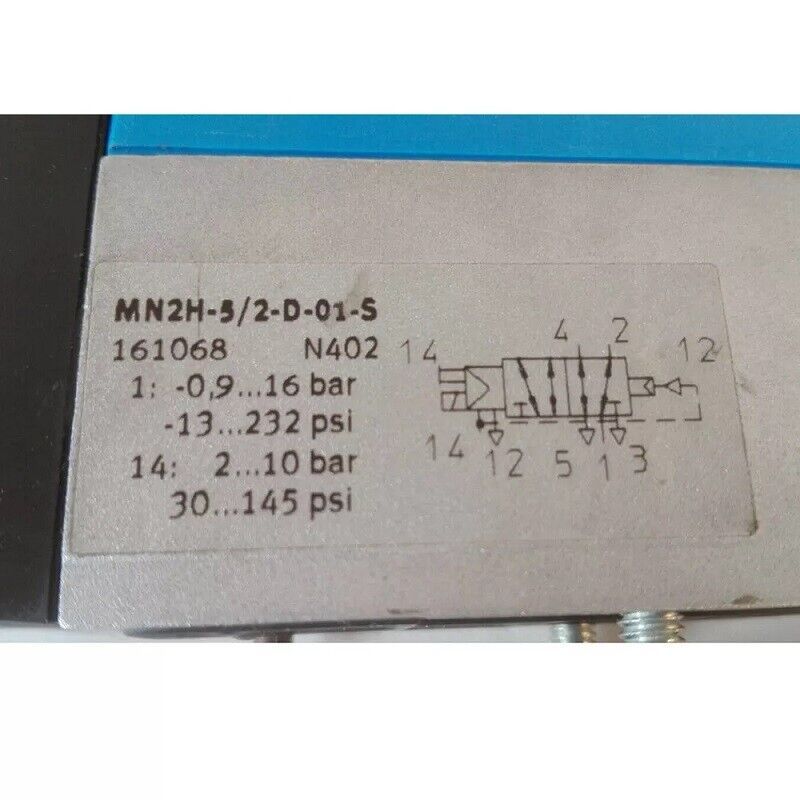 MN2H-5/2-D-01-S
161068 N402
1: -0,9...16 bar
-13...232 psi
14: 2...10 bar
30...145 psi
4 2
14 12
14 12 5 1 3